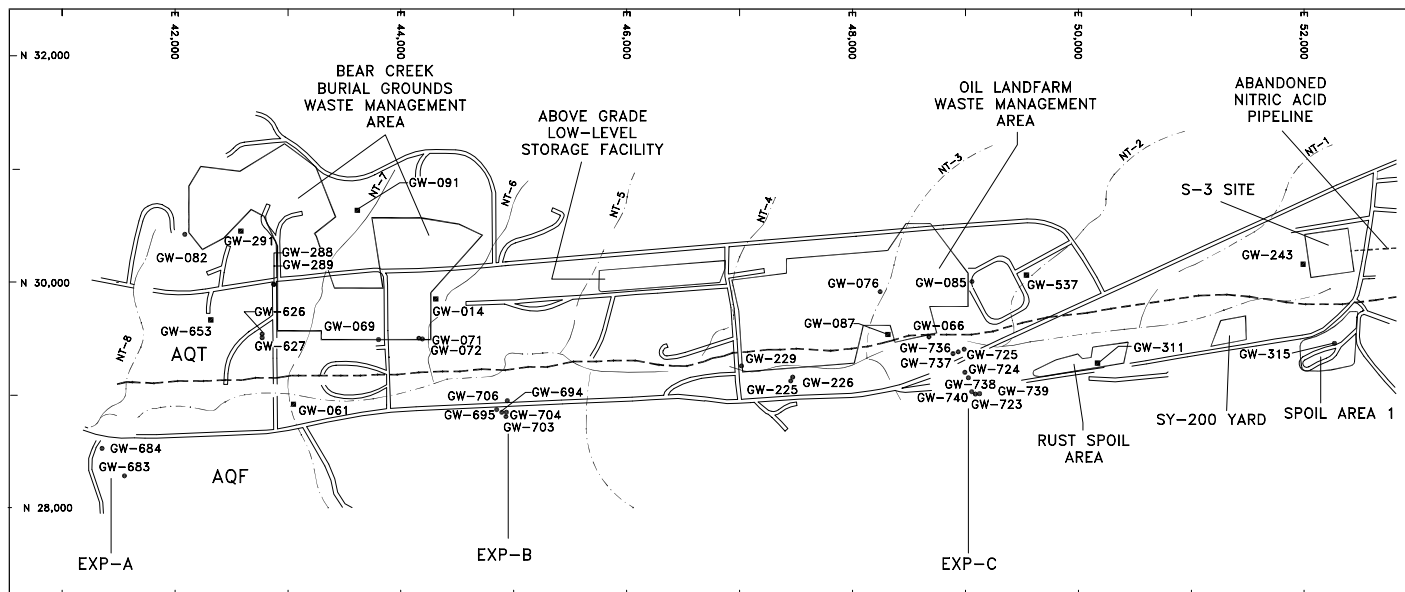 42,000
44,000
46,000
48,000
50,000
52,000
N 32,000
N 30,000
N 28,000
BEAR CREEK
BURIAL GROUNDS
WASTE MANAGEMENT
AREA
ABOVE GRADE
LOW-LEVEL
STORAGE FACILITY
OIL LANDFARM
WASTE MANAGEMENT
AREA
ABANDONED
NITRIC ACID
PIPELINE
S-3 SITE
NT-1
NT-2
NT-3
NT-4
NT-5
NT-6
NT-7
NT-8
GW-091
GW-082
GW-291
GW-288
GW-289
GW-626
GW-653
GW-627
GW-069
GW-014
GW-071
GW-072
GW-076
GW-085
GW-537
GW-243
GW-087
GW-066
GW-736
GW-737
GW-725
GW-724
GW-738
GW-739
GW-740
GW-723
GW-311
GW-315
GW-229
GW-225
GW-226
GW-706
GW-694
GW-695
GW-704
GW-703
GW-061
GW-684
GW-683
AQT
AQF
RUST SPOIL
AREA
SY-200 YARD
SPOIL AREA 1
EXP-A
EXP-B
EXP-C